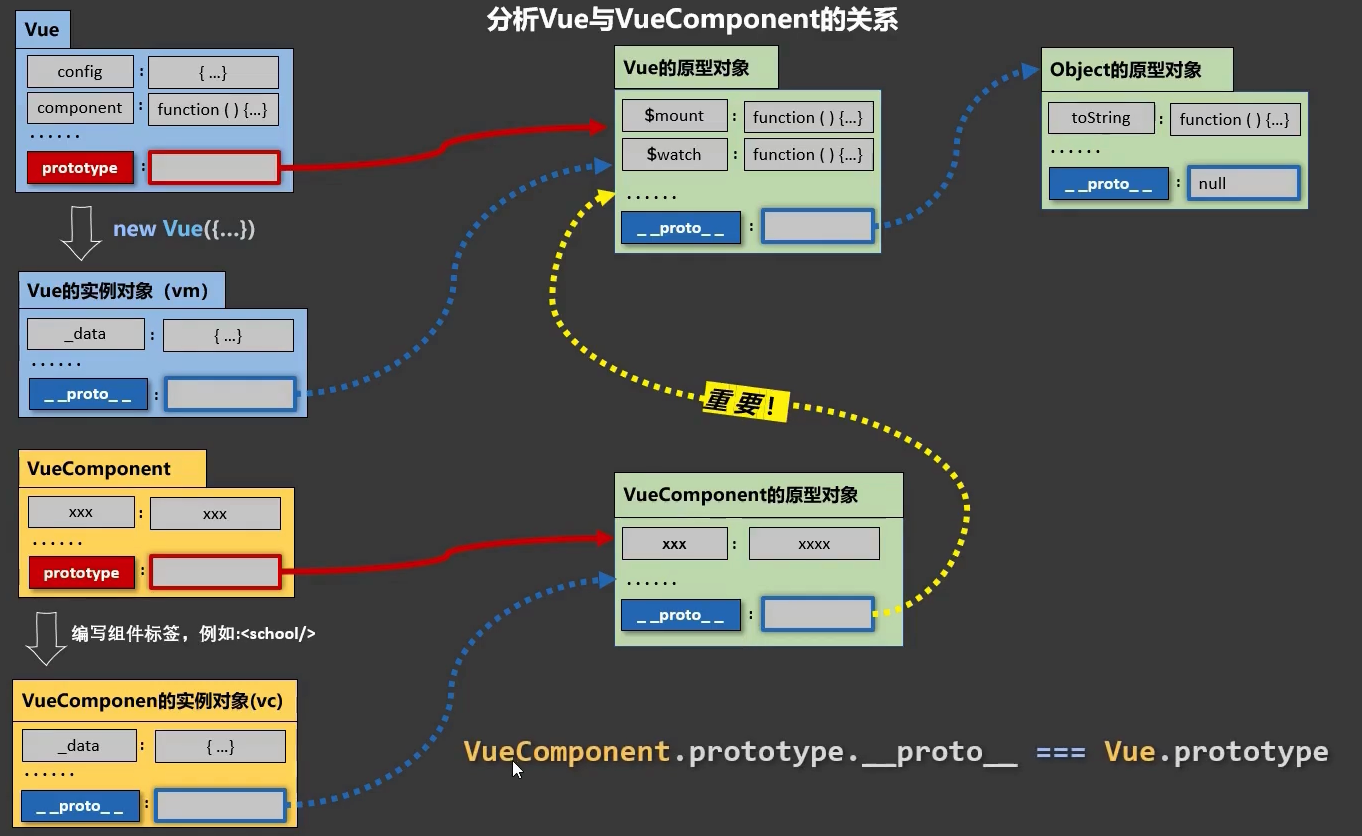 分析Vue与VueComponent的关系
Vue
config : { ...}
component : function ( ) {...}
......
prototype :
new Vue({...})
Vue的实例对象（vm）
_data : { ...}
......
_ _proto_ _ :
VueComponent
xxx : xxx
......
prototype :
编写组件标签，例如:<school/>
VueComponen的实例对象(vc)
_data : { ...}
......
_ _proto_ _ :
Vue的原型对象
$mount : function ( ) {...}
$watch : function ( ) {...}
......
_ _proto_ _ :
Object的原型对象
toString : function ( ) {...}
......
_ _proto_ _ : null
重要！
VueComponent的原型对象
xxx : xxxx
......
_ _proto_ _ :
VueComponent.prototype.__proto__ === Vue.prototype